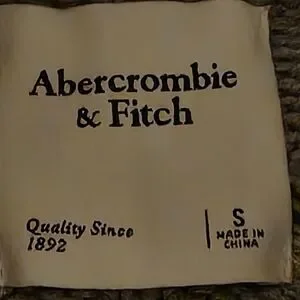 Abercrombie
& Fitch
Quality Since
1892
S
MADE IN
CHINA